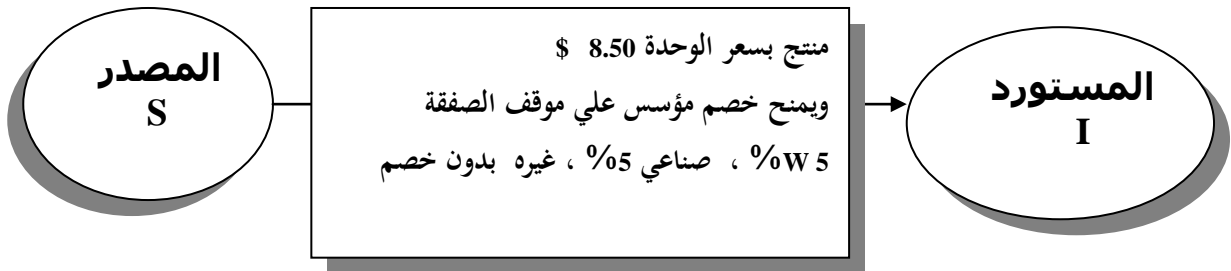 المصدر
S
منتج بسعر الوحدة 8.50 $
ويمنح خصم مؤسس علي موقف الصفقة
W 5% ، صناعي 5% ، غيره بدون خصم
المستورد
I